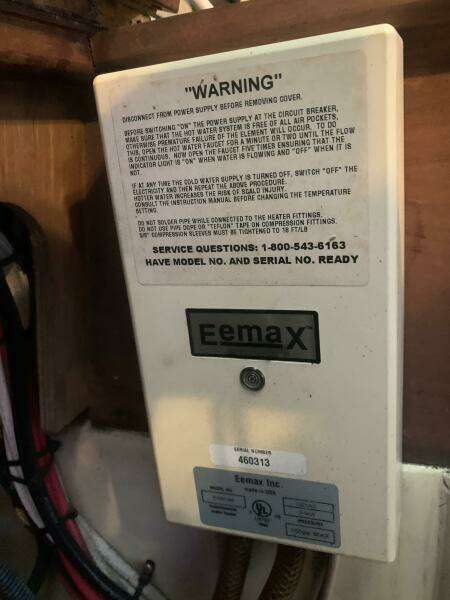 "WARNING"
DISCONNECT FROM POWER SUPPLY BEFORE REMOVING COVER.
BEFORE SWITCHING "ON" THE POWER SUPPLY AT THE CIRCUIT BREAKER,
MAKE SURE THAT THE HOT WATER SYSTEM IS FREE OF ALL AIR POCKETS,
OTHERWISE PREMATURE FAILURE OF THE ELEMENT WILL OCCUR. TO DO
THIS, OPEN THE HOT FAUCET FOR A MINUTE OR TWO UNTIL THE FLOW
IS CONTINUOUS. NOW OPEN THE FAUCET FIVE TIMES ENSURING THAT THE
INDICATOR LIGHT IS "ON" WHEN WATER IS FLOWING AND "OFF" WHEN IT IS
NOT.
IF AT ANY TIME THE COLD WATER SUPPLY IS TURNED OFF, SWITCH "OFF" THE
ELECTRICITY AND THEN REPEAT THE ABOVE PROCEDURE.
HOTTER WATER INCREASES THE RISK OF SCALD INJURY.
CONSULT THE INSTRUCTION MANUAL BEFORE CHANGING THE TEMPERATURE
SETTING.
DO NOT SOLDER PIPE WHILE CONNECTED TO THE HEATER FITTINGS.
DO NOT USE PIPE DOPE OR "TEFLON" TAPE ON COMPRESSION FITTINGS.
5/8" COMPRESSION SLEEVES MUST BE TIGHTENED TO 18 FT/LB
SERVICE QUESTIONS: 1-800-543-6163
HAVE MODEL NO. AND SERIAL NO. READY
EemaX
SERIAL NUMBER
460313
Eemax Inc.
MODEL NO. made in USA
UL
LISTED
PRESSURE
MAX